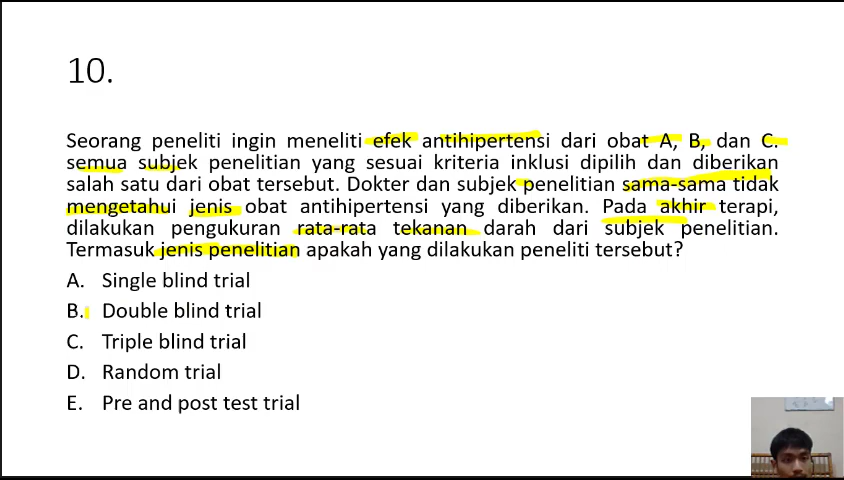 10.
Seorang peneliti ingin meneliti efek antihipertensi dari obat A, B, dan C.
semua subjek penelitian yang sesuai kriteria inklusi dipilih dan diberikan
salah satu dari obat tersebut. Dokter dan subjek penelitian sama-sama tidak
mengetahui jenis obat antihipertensi yang diberikan. Pada akhir terapi,
dilakukan pengukuran rata-rata tekanan darah dari subjek penelitian.
Termasuk jenis penelitian apakah yang dilakukan peneliti tersebut?
A. Single blind trial
B. Double blind trial
C. Triple blind trial
D. Random trial
E. Pre and post test trial